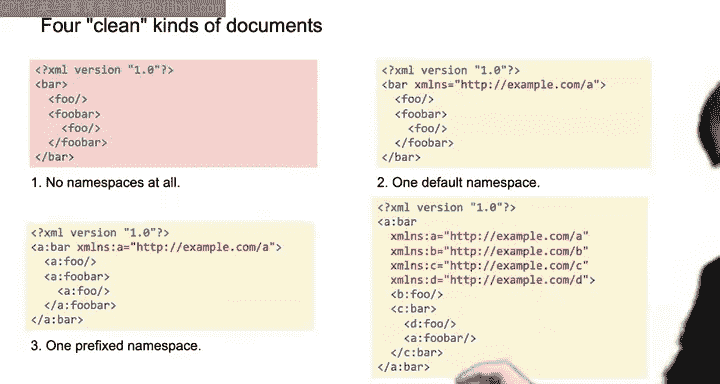 Four "clean" kinds of documents
<?xml version "1.0"?>
<bar>
  <foo/>
  <foobar>
    <foo/>
  </foobar>
</bar>
1. No namespaces at all.
<?xml version "1.0"?>
<bar xmlns="http://example.com/a">
  <foo/>
  <foobar>
    <foo/>
  </foobar>
</bar>
2. One default namespace.
<?xml version "1.0"?>
<a:bar xmlns:a="http://example.com/a">
  <a:foo/>
  <a:foobar>
    <a:foo/>
  </a:foobar>
</a:bar>
3. One prefixed namespace.
<?xml version "1.0"?>
<a:bar
  xmlns:a="http://example.com/a"
  xmlns:b="http://example.com/b"
  xmlns:c="http://example.com/c"
  xmlns:d="http://example.com/d">
  <b:foo/>
  <c:bar>
    <d:foo/>
    <a:foobar/>
  </c:bar>
</a:bar>